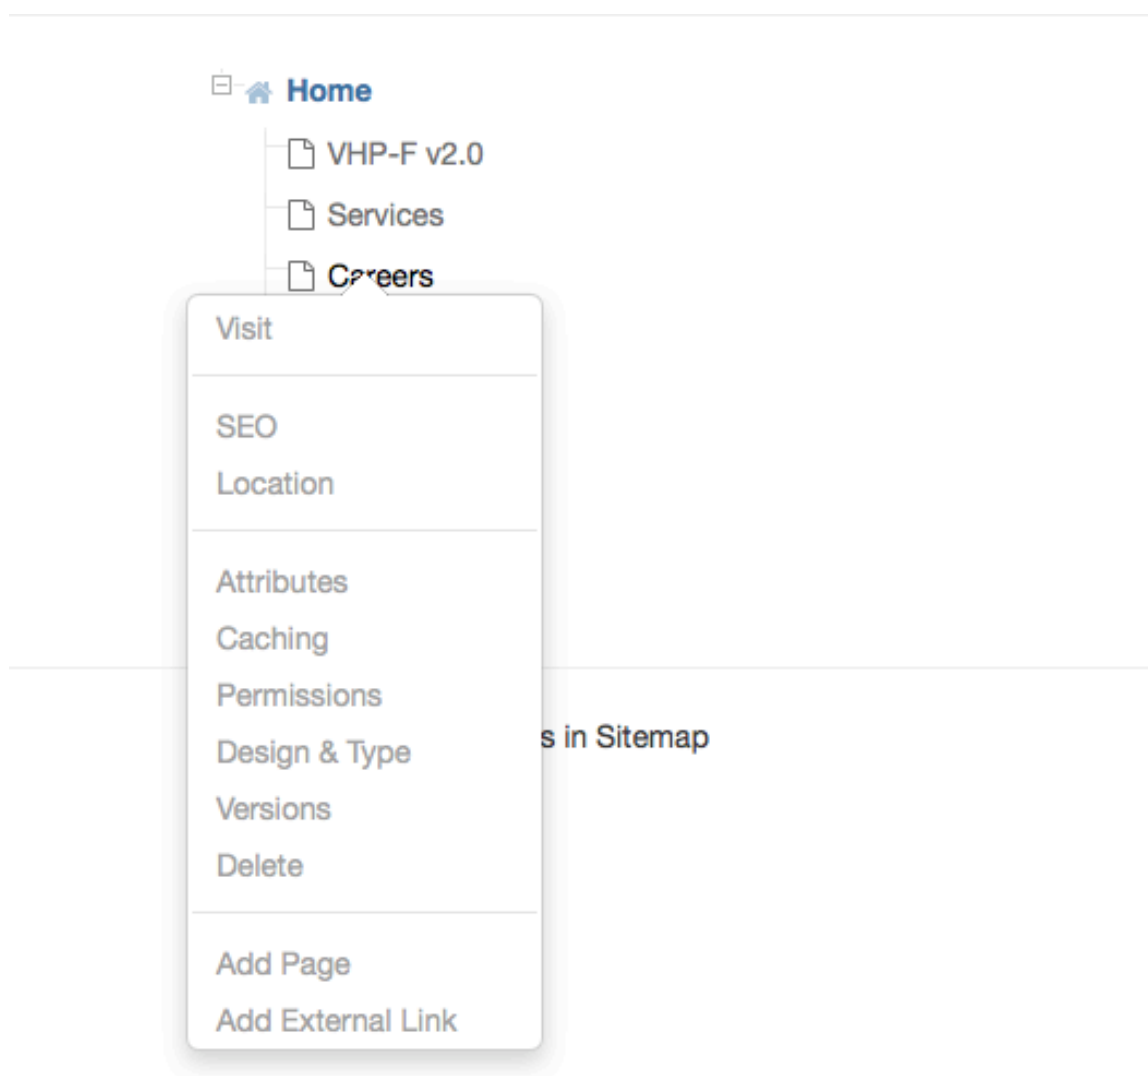 Home
VHP-F v2.0
Services
Careers
Visit
SEO
Location
Attributes
Caching
Permissions
s in Sitemap
Design & Type
Versions
Delete
Add Page
Add External Link